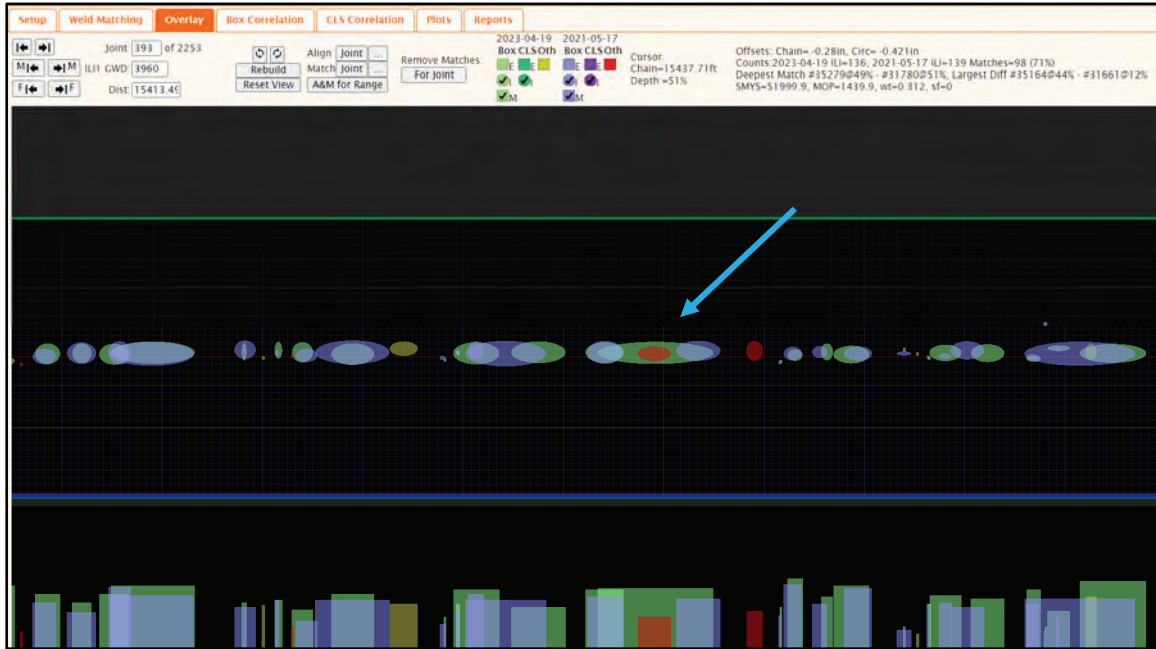 Setup Weld Matching Overlay Box Correlation CLS Correlation Plots Reports
Joint 393 of 2253
M M ILI1 GWD 3960
F F Dist 15413.49
Rebuild
Reset View
Align Joint ...
Match Joint ...
A&M for Range
Remove Matches:
For Joint
2023-04-19 2021-05-17
Box CLS Oth Box CLS Oth
E E E E
I I I I
M M
Cursor
Chain=15437.71ft
Depth =51%
Offsets: Chain= -0.28in, Circ= -0.421in
Counts:2023-04-19 ILI=136, 2021-05-17 ILI=139 Matches=98 (71%)
Deepest Match #35279@49% - #31780@51%, Largest Diff #35164@44% - #31661@12%
SMYS=51999.9, MOP=1439.9, wt=0.312, sf=0